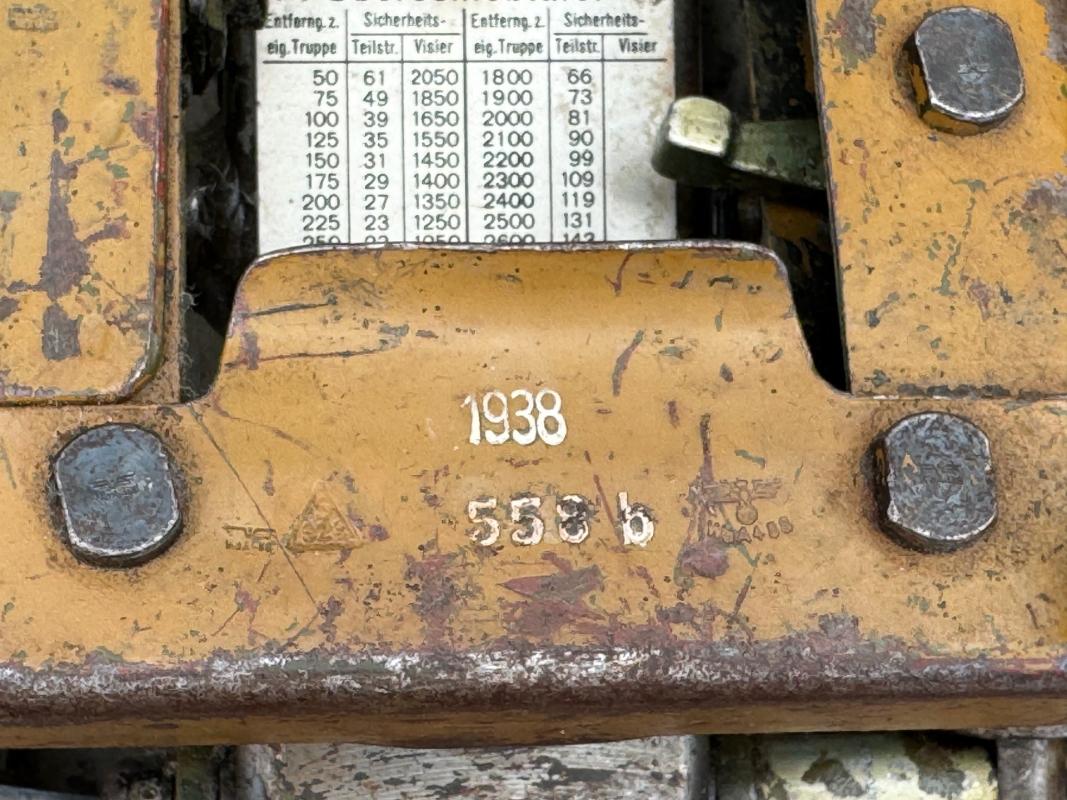 Entferng. z. Sicherheits- Entferng. z. Sicherheits-
eig. Truppe Teilstr. Visier eig. Truppe Teilstr. Visier
50 61 2050 1800 66
75 49 1850 1900 73
100 39 1650 2000 81
125 35 1550 2100 90
150 31 1450 2200 99
175 29 1400 2300 109
200 27 1350 2400 119
225 23 1250 2500 131
1938
558 b